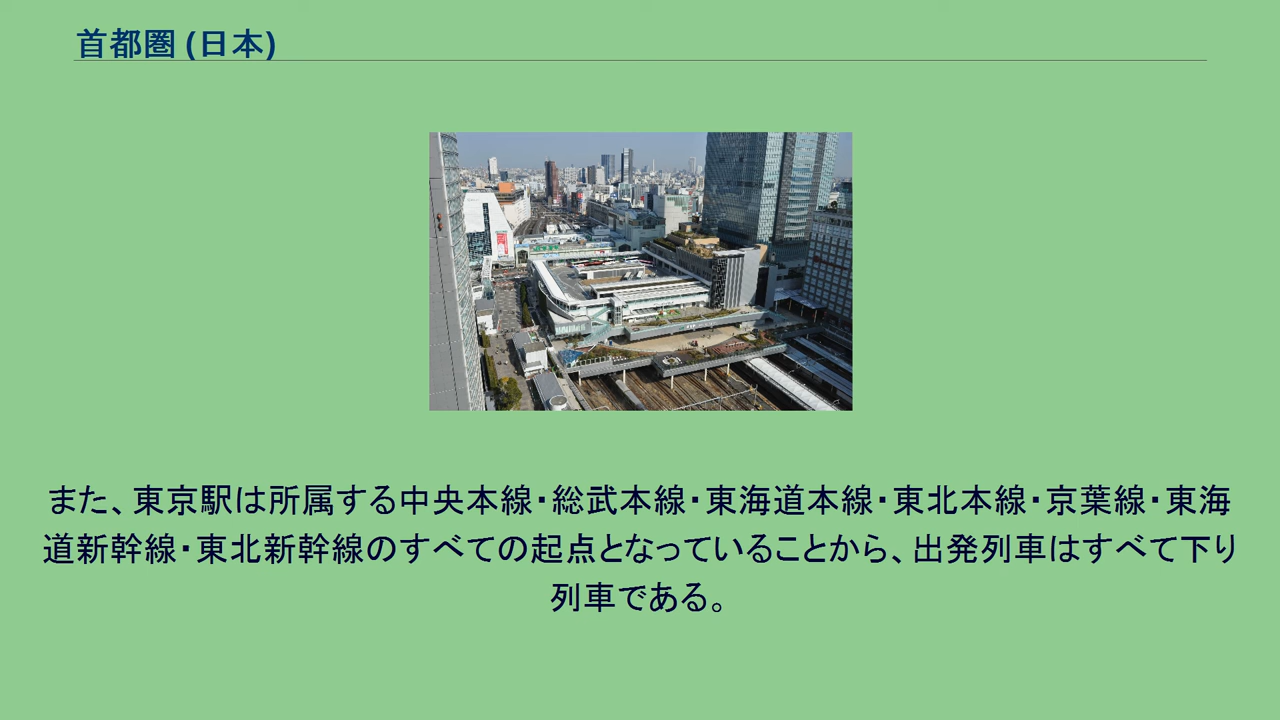 首都圏 (日本)
また、東京駅は所属する中央本線・総武本線・東海道本線・東北本線・京葉線・東海
道新幹線・東北新幹線のすべての起点となっていることから、出発列車はすべて下り
列車である。